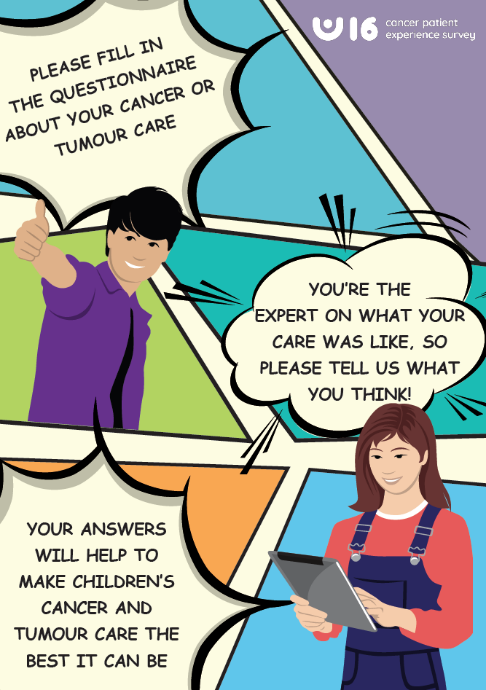 U16 cancer patient
experience survey
PLEASE FILL IN
THE QUESTIONNAIRE
ABOUT YOUR CANCER OR
TUMOUR CARE
YOU'RE THE
EXPERT ON WHAT YOUR
CARE WAS LIKE, SO
PLEASE TELL US WHAT
YOU THINK!
YOUR ANSWERS
WILL HELP TO
MAKE CHILDREN'S
CANCER AND
TUMOUR CARE THE
BEST IT CAN BE